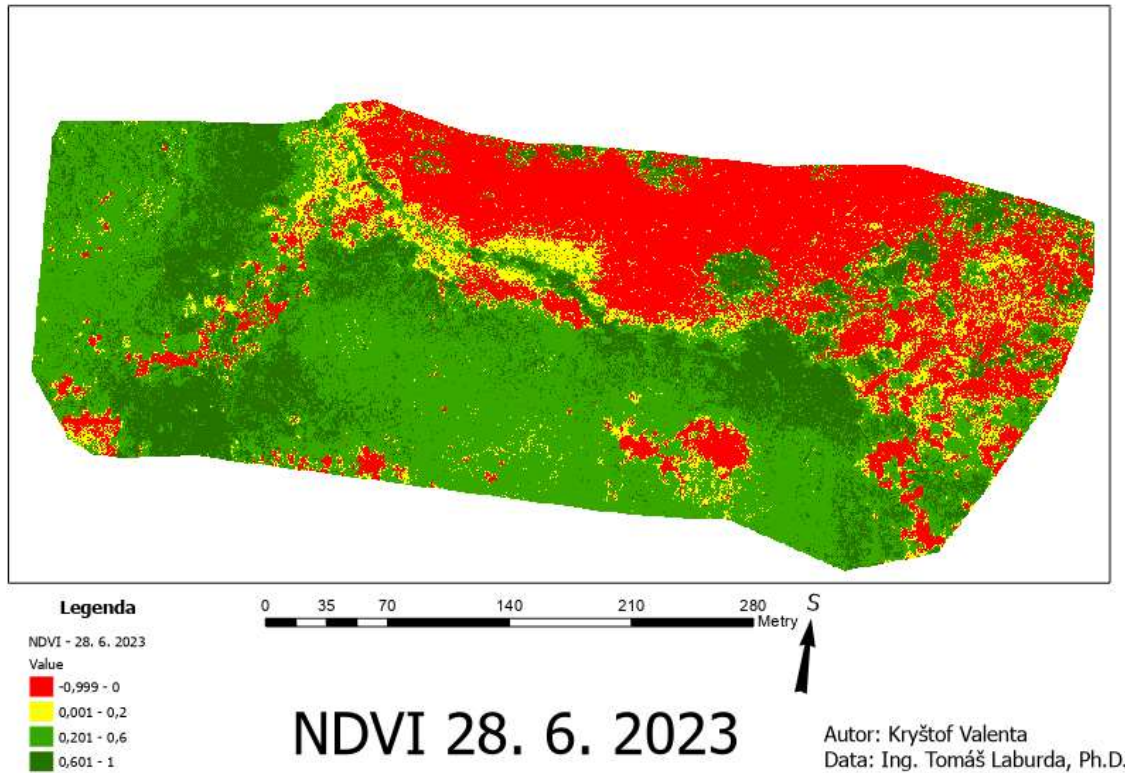 Legenda
NDVI - 28. 6. 2023
Value
-0,999 - 0
0,001 - 0,2
0,201 - 0,6
0,601 - 1
0 35 70 140 210 280
Metry
S
NDVI 28. 6. 2023
Autor: Kryštof Valenta
Data: Ing. Tomáš Laburda, Ph.D.